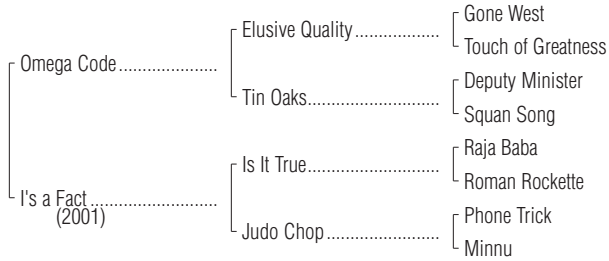 Gone West
Elusive Quality...................
Touch of Greatness
Omega Code......................
Deputy Minister
Tin Oaks..............................
Squan Song
Raja Baba
Is It True..............................
Roman Rockette
I's a Fact.............................
(2001)
Phone Trick
Judo Chop.........................
Minnu